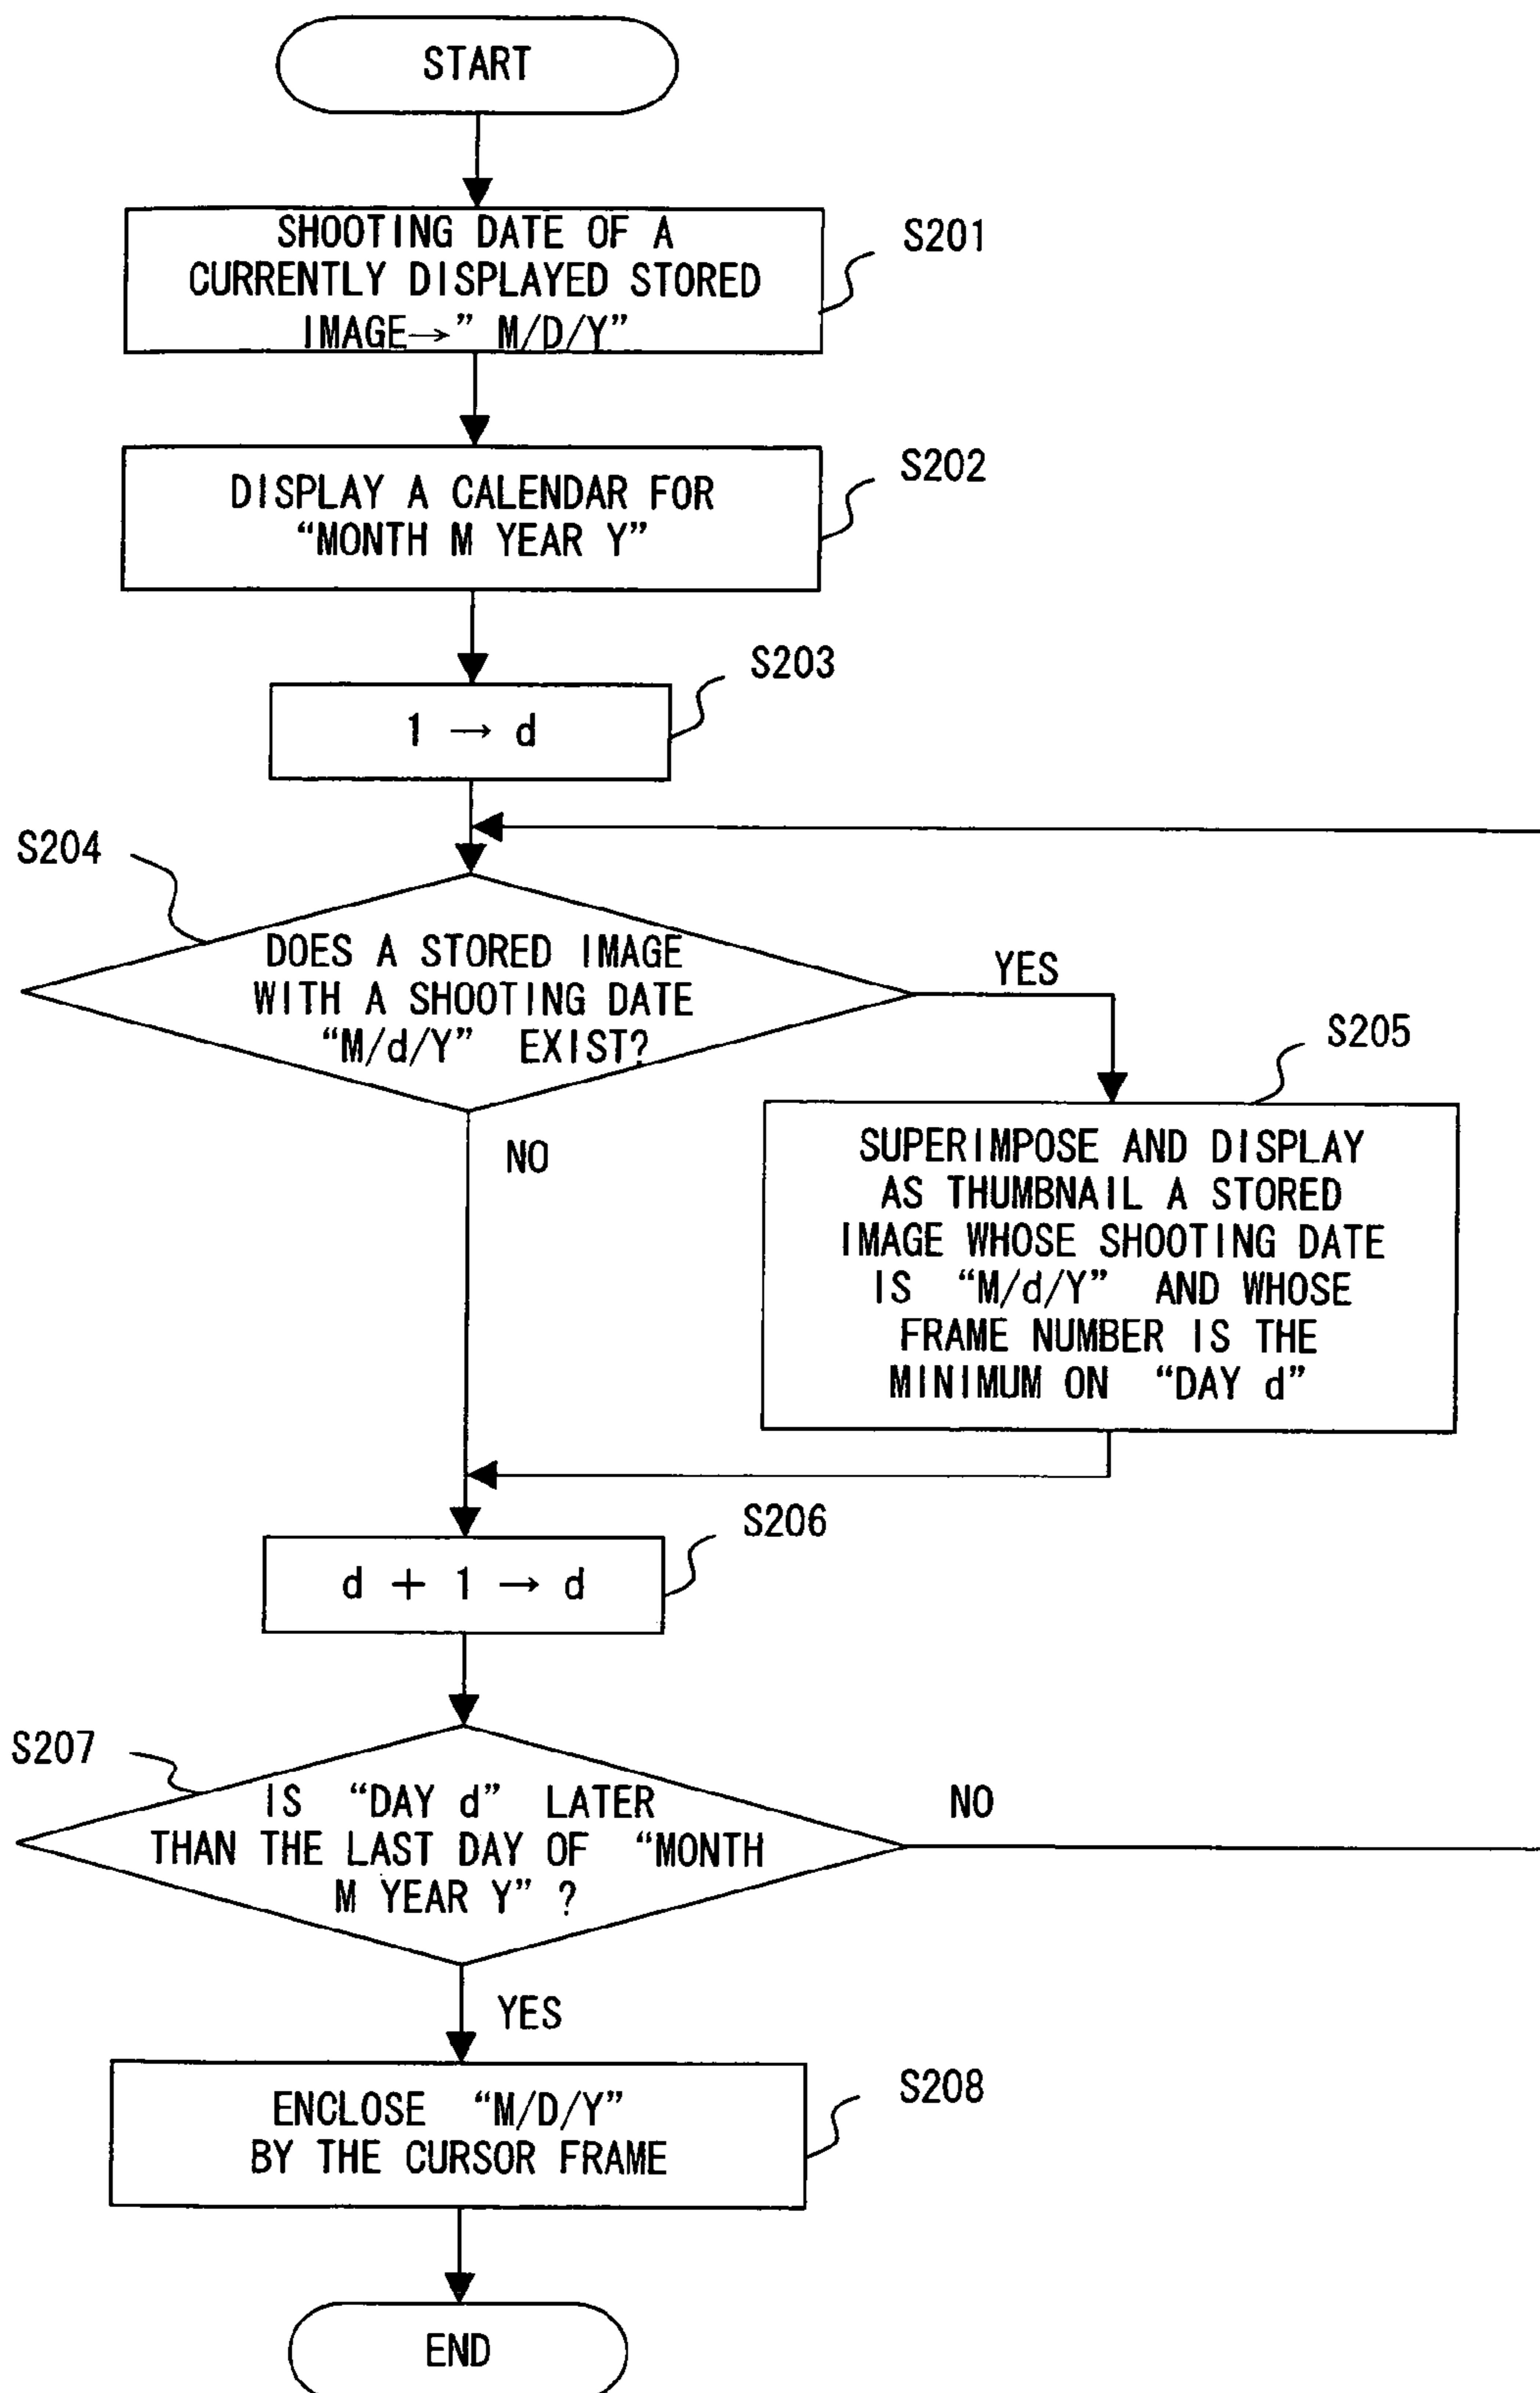 START
SHOOTING DATE OF A
CURRENTLY DISPLAYED STORED
IMAGE→” M/D/Y”
S201
DISPLAY A CALENDAR FOR
“MONTH M YEAR Y”
S202
1 → d
S203
S204
DOES A STORED IMAGE
WITH A SHOOTING DATE
“M/d/Y” EXIST?
YES
NO
S205
SUPERIMPOSE AND DISPLAY
AS THUMBNAIL A STORED
IMAGE WHOSE SHOOTING DATE
IS “M/d/Y” AND WHOSE
FRAME NUMBER IS THE
MINIMUM ON “DAY d”
d + 1 → d
S206
S207
IS “DAY d” LATER
THAN THE LAST DAY OF “MONTH
M YEAR Y” ?
NO
YES
ENCLOSE “M/D/Y”
BY THE CURSOR FRAME
S208
END